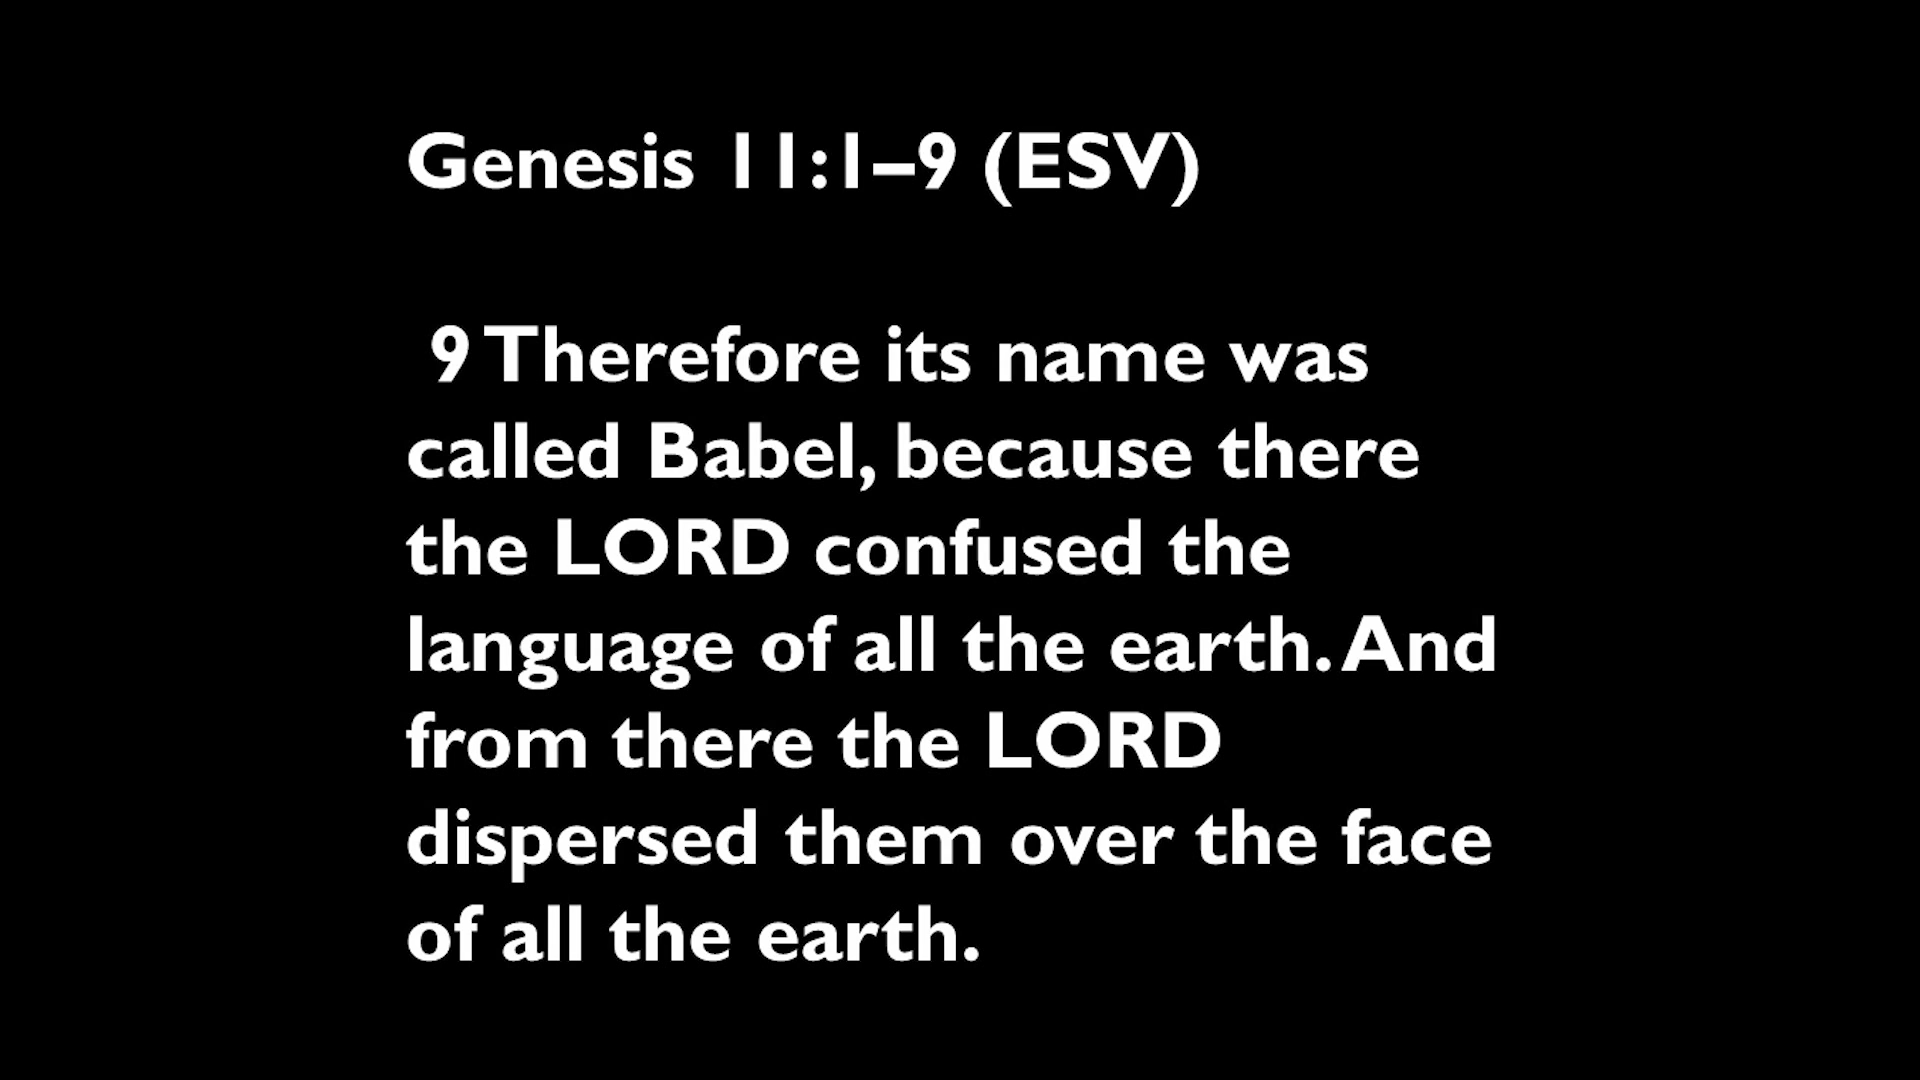 Genesis 11:1–9 (ESV)
9 Therefore its name was
called Babel, because there
the LORD confused the
language of all the earth. And
from there the LORD
dispersed them over the face
of all the earth.